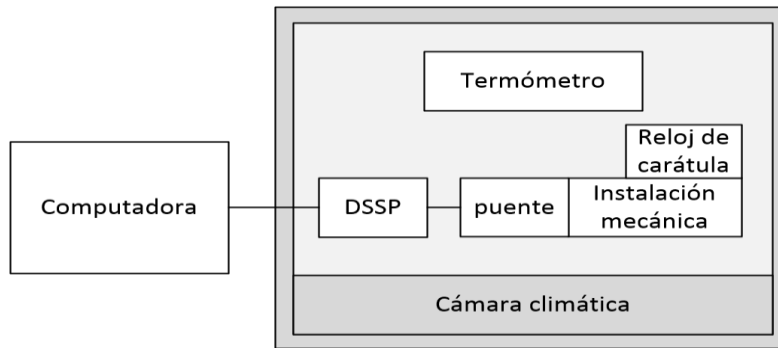 Termómetro
Reloj de
carátula
Computadora
DSSP
puente
Instalación
mecánica
Cámara climática